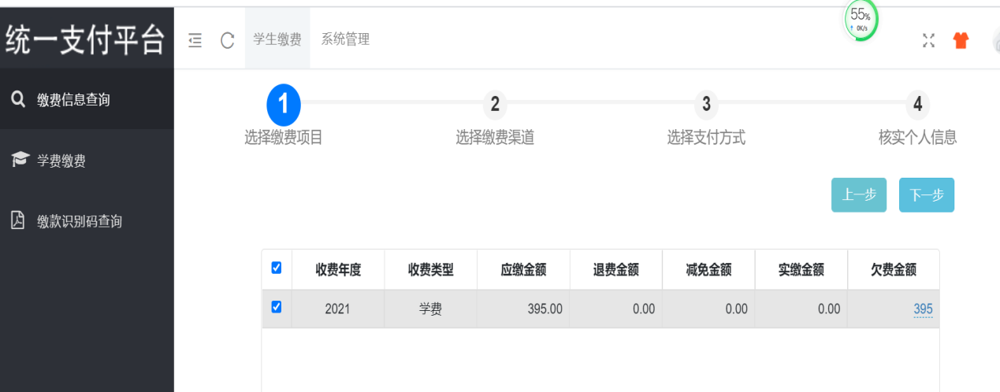 统一支付平台
学生缴费 系统管理
55%
↑ 0K/s
缴费信息查询
学费缴费
缴款识别码查询
1 2 3 4
选择缴费项目 选择缴费渠道 选择支付方式 核实个人信息
上一步 下一步
收费年度 收费类型 应缴金额 退费金额 减免金额 实缴金额 欠费金额
2021 学费 395.00 0.00 0.00 0.00 395